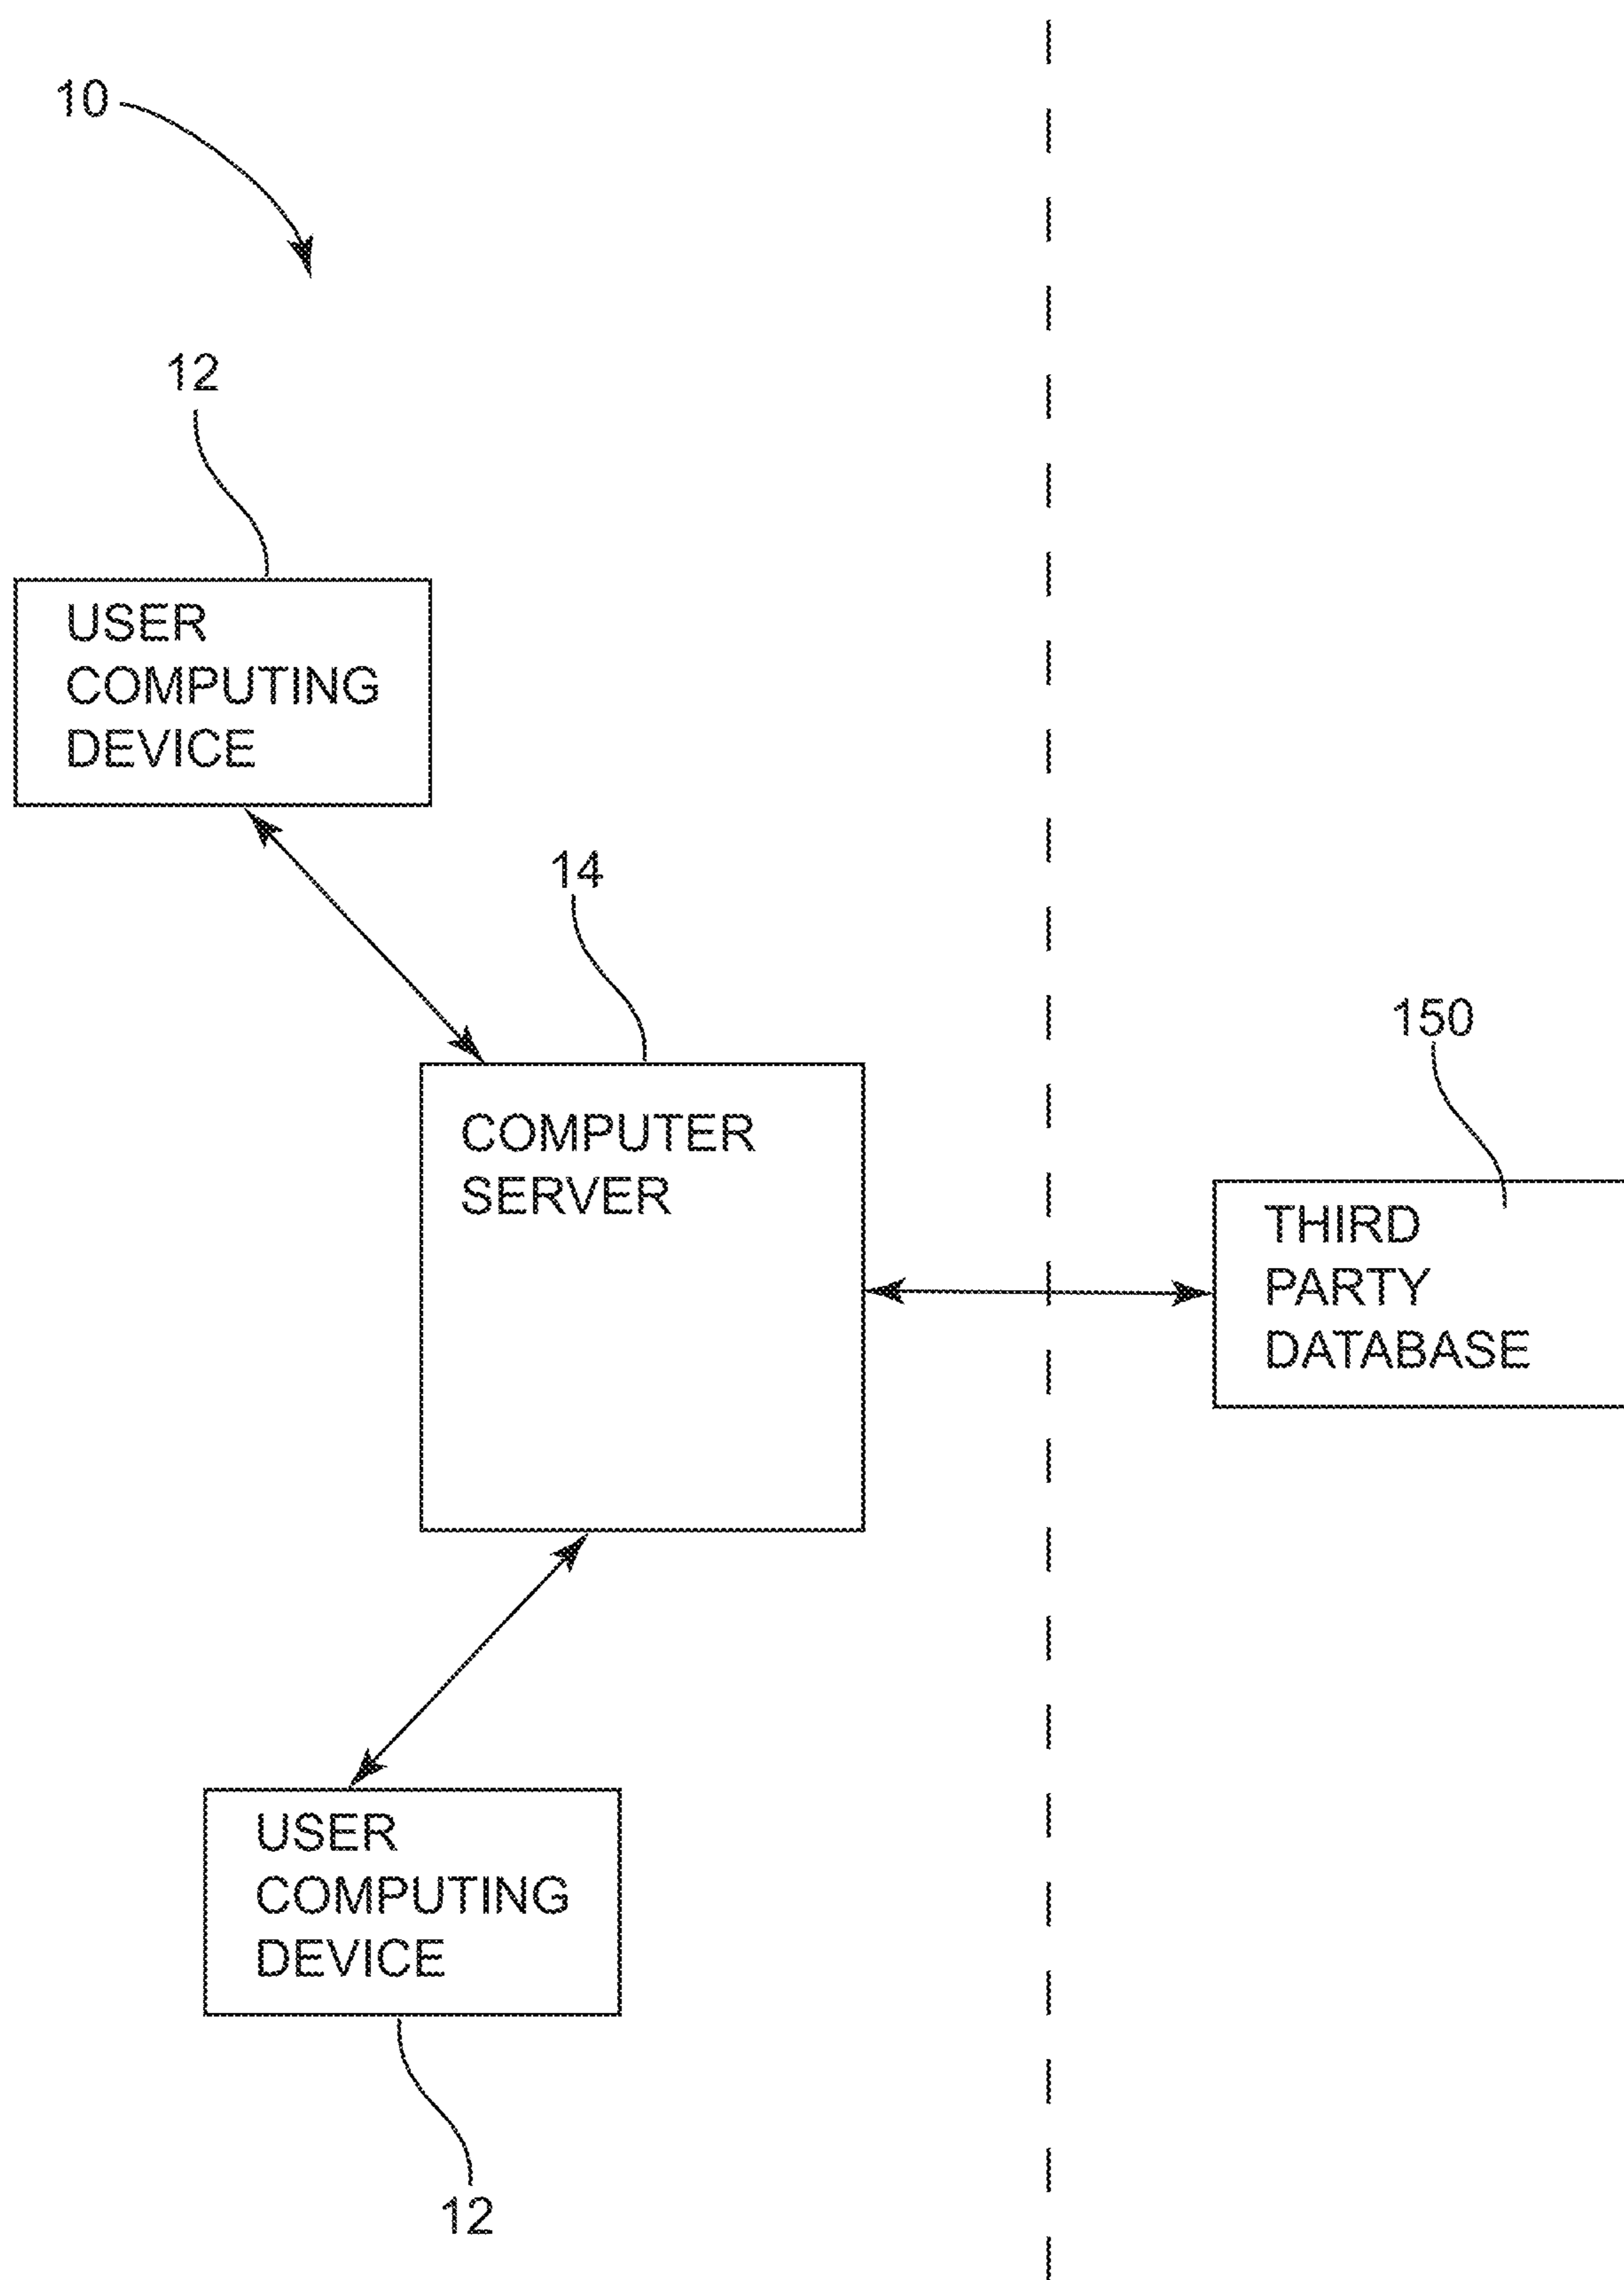 10
12
USER
COMPUTING
DEVICE
14
COMPUTER
SERVER
150
THIRD
PARTY
DATABASE
USER
COMPUTING
DEVICE
12